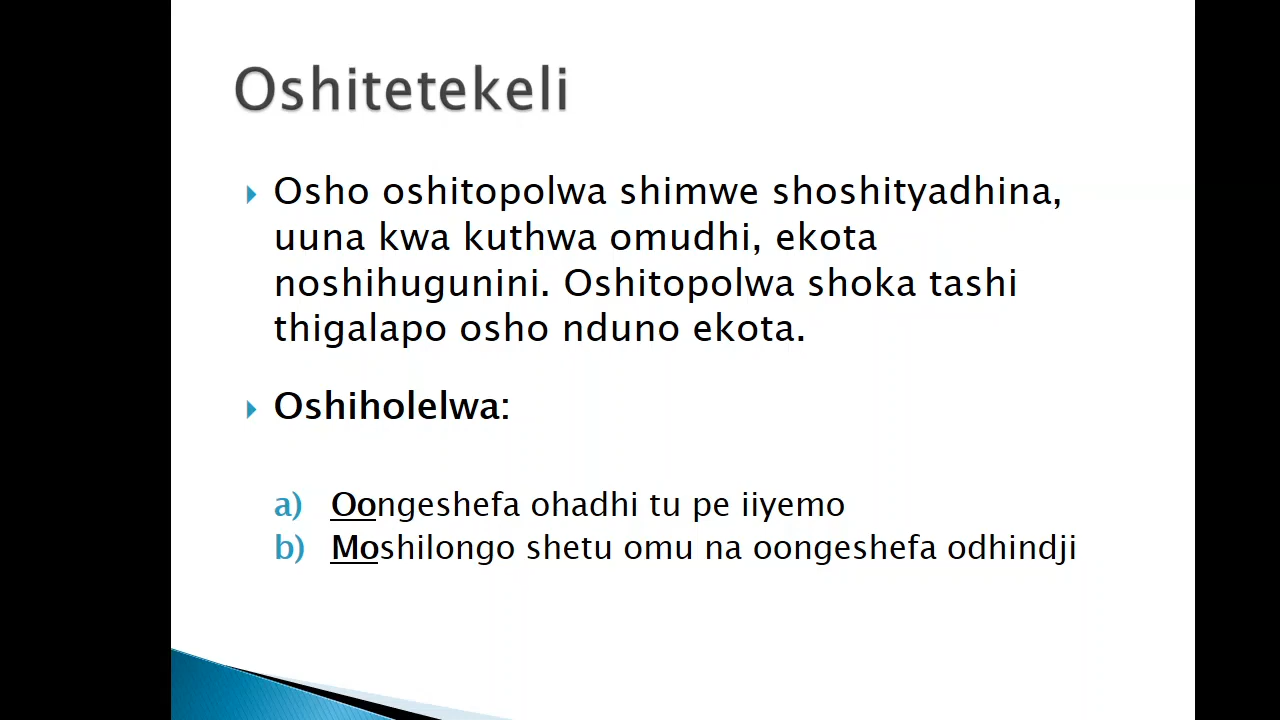 Oshitetekeli
Osho oshitopolwa shimwe shoshityadhina,
uuna kwa kuthwa omudhi, ekota
noshihugunini. Oshitopolwa shoka tashi
thigalapo osho nduno ekota.
Oshiholelwa:
a) Oongeshefa ohadhi tu pe iiyemo
b) Moshilongo shetu omu na oongeshefa odhindji